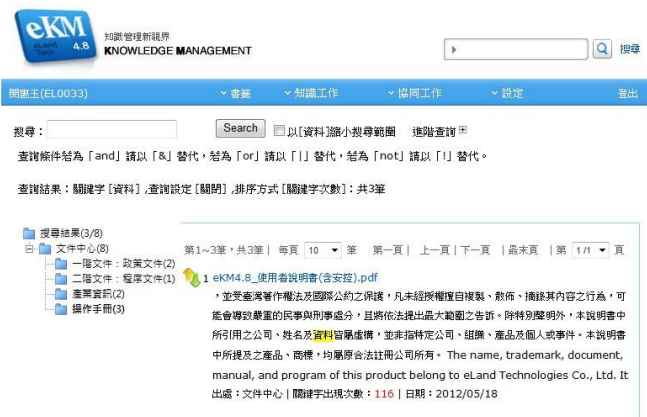 eKM
eLand
Tech
4.8
知識管理新視界
KNOWLEDGE MANAGEMENT
搜尋
閔惠玉(EL0033)
書籤
知識工作
協同工作
設定
登出
搜尋：
Search
以[資料]縮小搜尋範圍
進階查詢
查詢條件若為「and」請以「&」替代，若為「or」請以「|」替代，若為「not」請以「!」替代。
查詢結果：關鍵字 [資料] ,查詢設定 [關閉] ,排序方式 [關鍵字次數]：共3筆
搜尋結果(3/8)
文件中心(8)
一階文件：政策文件(2)
二階文件：程序文件(1)
產業資訊(2)
操作手冊(3)
第1~3筆，共3筆| 每頁 10 筆 第一頁| 上一頁|下一頁 |最末頁 |第 1/1 頁
1 eKM4.8_使用者說明書(含安控).pdf
，並受臺灣著作權法及國際公約之保護，凡未經授權擅自複製、散佈、摘錄其內容之行為，可
能會導致嚴重的民事與刑事處分，且將依法提出最大範圍之告訴。除特別聲明外，本說明書中
所引用之公司、姓名及資料皆屬虛構，並非指特定公司、組織、產品及個人或事件。本說明書
中所提及之產品、商標，均屬原合法註冊公司所有。 The name, trademark, document,
manual, and program of this product belong to eLand Technologies Co., Ltd. It
出處：文件中心 | 關鍵字出現次數：116 | 日期：2012/05/18